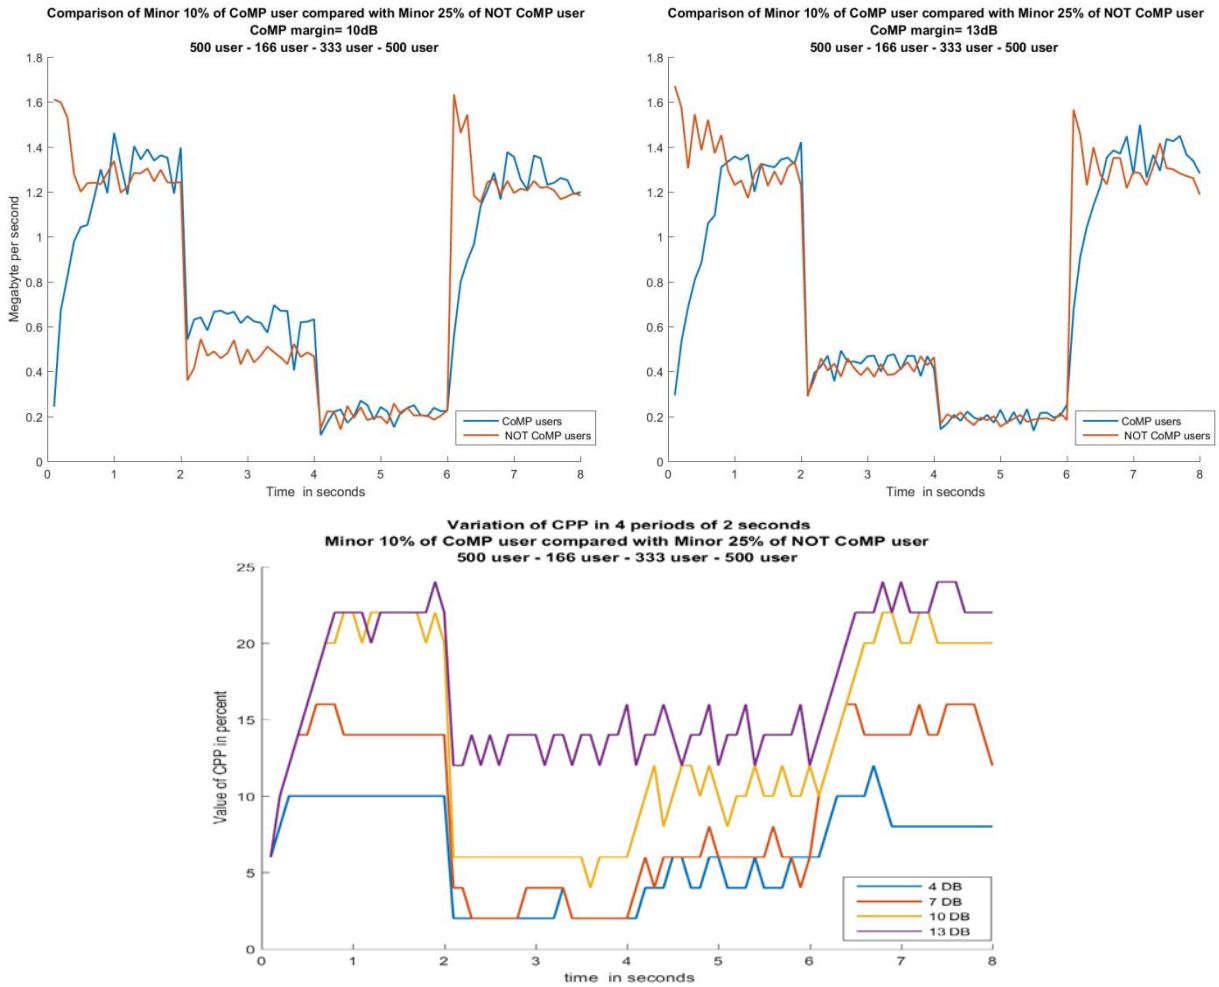 Comparison of Minor 10% of CoMP user compared with Minor 25% of NOT CoMP user
CoMP margin= 10dB
500 user - 166 user - 333 user - 500 user
1.8
1.6
1.4
1.2
1
0.8
0.6
0.4
0.2
0
Megabyte per second
0 1 2 3 4 5 6 7 8
Time in seconds
CoMP users
NOT CoMP users
Comparison of Minor 10% of CoMP user compared with Minor 25% of NOT CoMP user
CoMP margin= 13dB
500 user - 166 user - 333 user - 500 user
1.8
1.6
1.4
1.2
1
0.8
0.6
0.4
0.2
0
0 1 2 3 4 5 6 7 8
Time in seconds
CoMP users
NOT CoMP users
Variation of CPP in 4 periods of 2 seconds
Minor 10% of CoMP user compared with Minor 25% of NOT CoMP user
500 user - 166 user - 333 user - 500 user
25
20
15
10
5
0
Value of CPP in percent
0 1 2 3 4 5 6 7 8
time in seconds
4 DB
7 DB
10 DB
13 DB